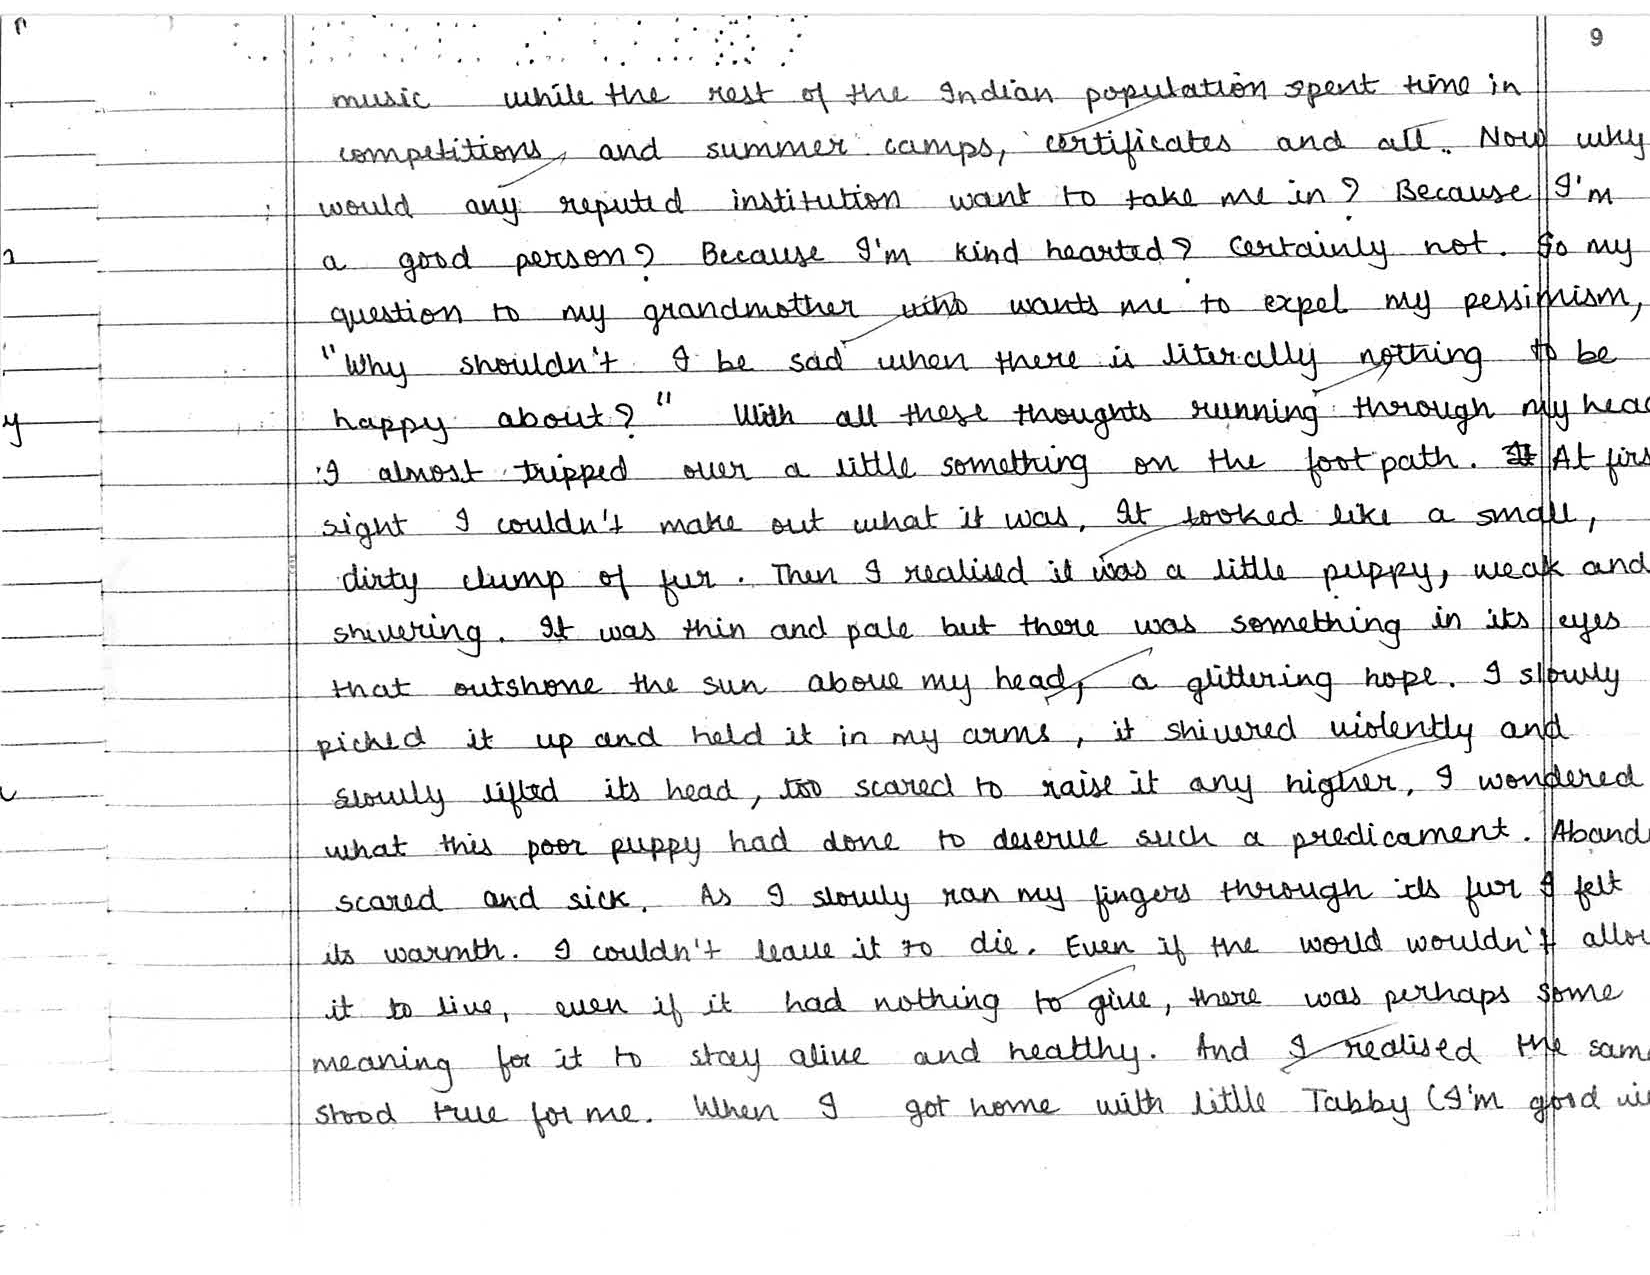 9
music while the rest of the Indian population spent time in
competitions, and summer camps, certificates and all. Now why
would any reputed institution want to take me in? Because I'm
a good person? Because I'm kind hearted? Certainly not. So my
question to my grandmother who wants me to expel my pessimism,
"Why shouldn't I be sad when there is literally nothing to be
happy about?" With all these thoughts running through my head
I almost tripped over a little something on the footpath. At firs
sight I couldn't make out what it was. It looked like a small,
dirty clump of fur. Then I realised it was a little puppy, weak and
shivering. It was thin and pale but there was something in its eyes
that outshone the sun above my head, a glittering hope. I slowly
picked it up and held it in my arms, it shivered violently and
slowly lifted its head, too scared to raise it any higher. I wondered
what this poor puppy had done to deserve such a predicament. Aband
scared and sick. As I slowly ran my fingers through its fur I felt
its warmth. I couldn't leave it to die. Even if the world wouldn't allo
it to live, even if it had nothing to give, there was perhaps some
meaning for it to stay alive and healthy. And I realised the sam
stood true for me. When I got home with little Tabby (I'm good wi